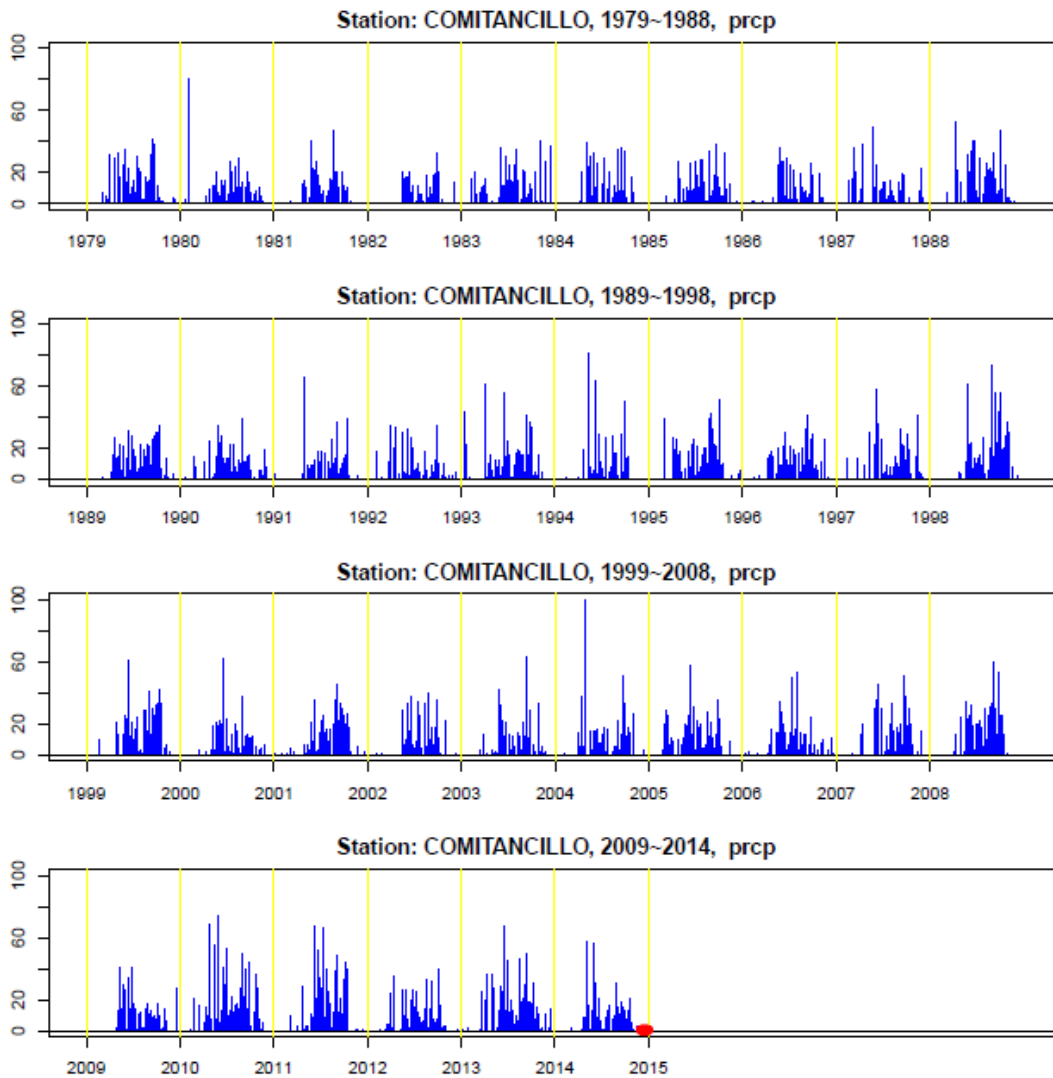 Station: COMITANCILLO, 1979~1988, prcp
100
60
20
0
1979 1980 1981 1982 1983 1984 1985 1986 1987 1988
Station: COMITANCILLO, 1989~1998, prcp
100
60
20
0
1989 1990 1991 1992 1993 1994 1995 1996 1997 1998
Station: COMITANCILLO, 1999~2008, prcp
100
60
20
0
1999 2000 2001 2002 2003 2004 2005 2006 2007 2008
Station: COMITANCILLO, 2009~2014, prcp
100
60
20
0
2009 2010 2011 2012 2013 2014 2015